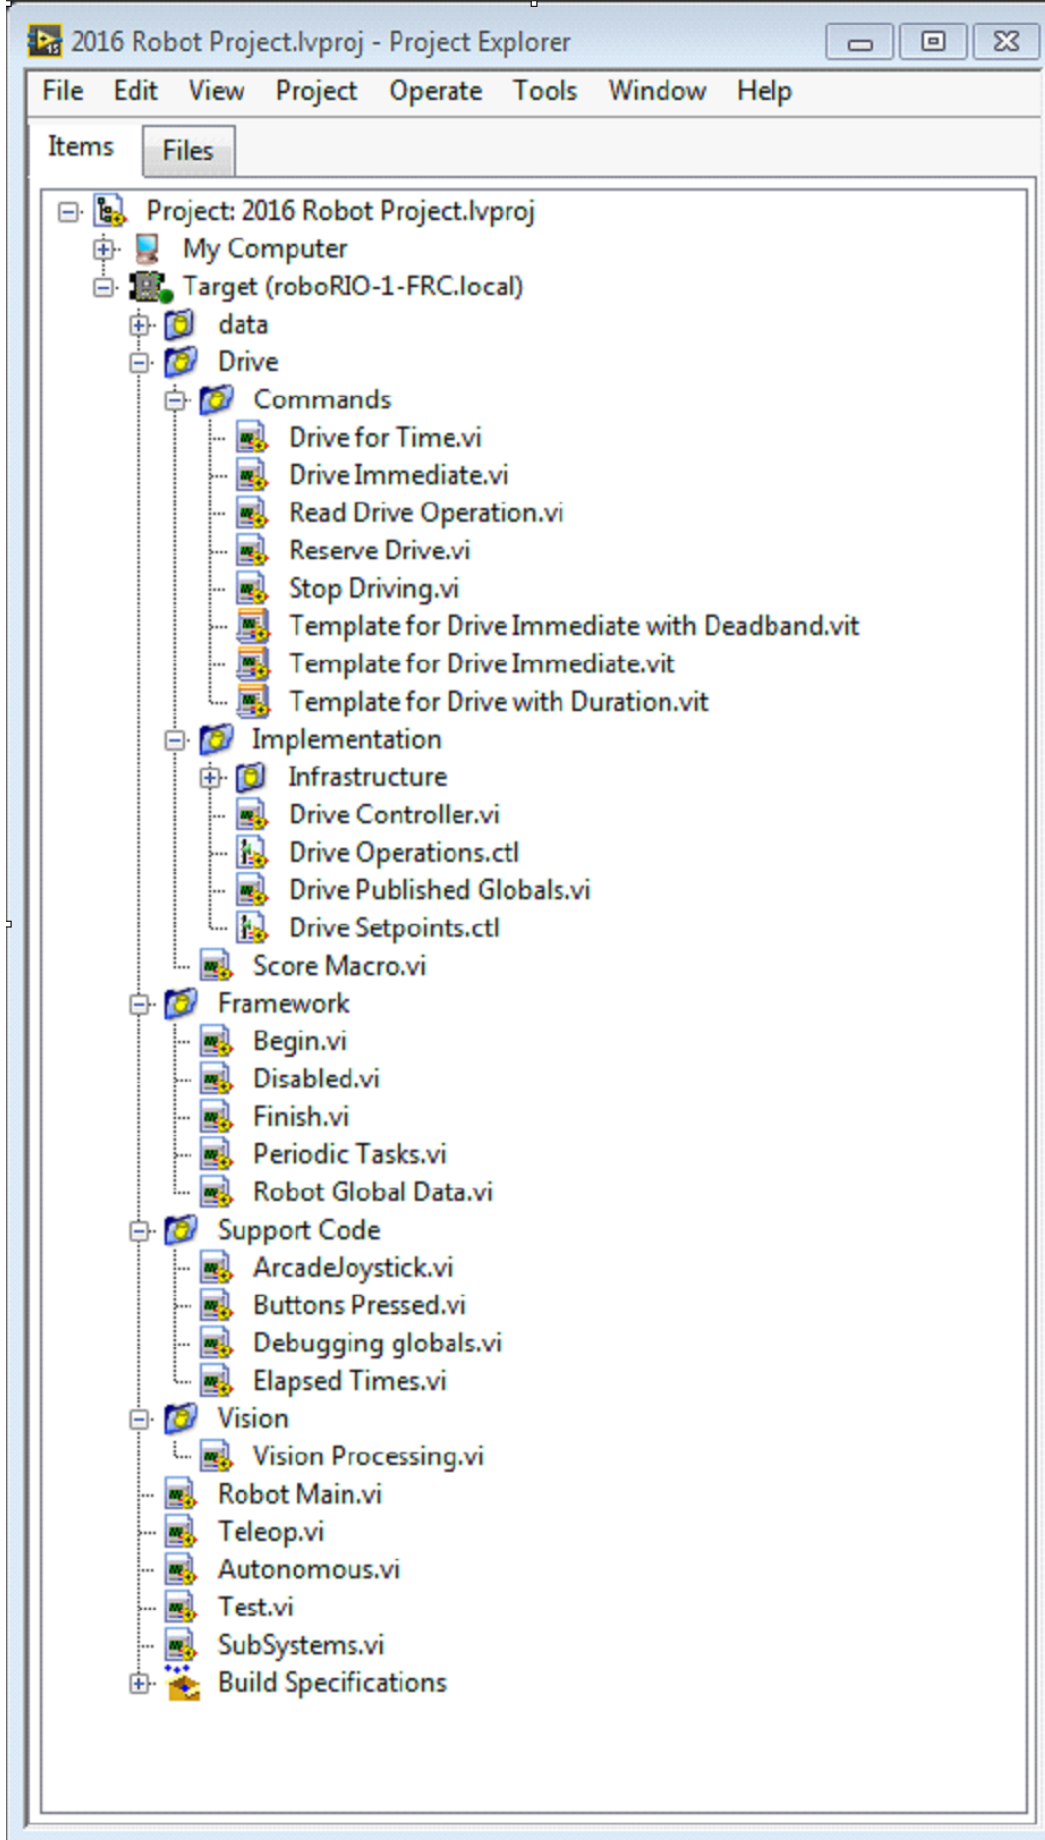 2016 Robot Project.lvproj - Project Explorer
File Edit View Project Operate Tools Window Help
Items Files
Project: 2016 Robot Project.lvproj
My Computer
Target (roboRIO-1-FRC.local)
data
Drive
Commands
Drive for Time.vi
Drive Immediate.vi
Read Drive Operation.vi
Reserve Drive.vi
Stop Driving.vi
Template for Drive Immediate with Deadband.vit
Template for Drive Immediate.vit
Template for Drive with Duration.vit
Implementation
Infrastructure
Drive Controller.vi
Drive Operations.ctl
Drive Published Globals.vi
Drive Setpoints.ctl
Score Macro.vi
Framework
Begin.vi
Disabled.vi
Finish.vi
Periodic Tasks.vi
Robot Global Data.vi
Support Code
ArcadeJoystick.vi
Buttons Pressed.vi
Debugging globals.vi
Elapsed Times.vi
Vision
Vision Processing.vi
Robot Main.vi
Teleop.vi
Autonomous.vi
Test.vi
SubSystems.vi
Build Specifications